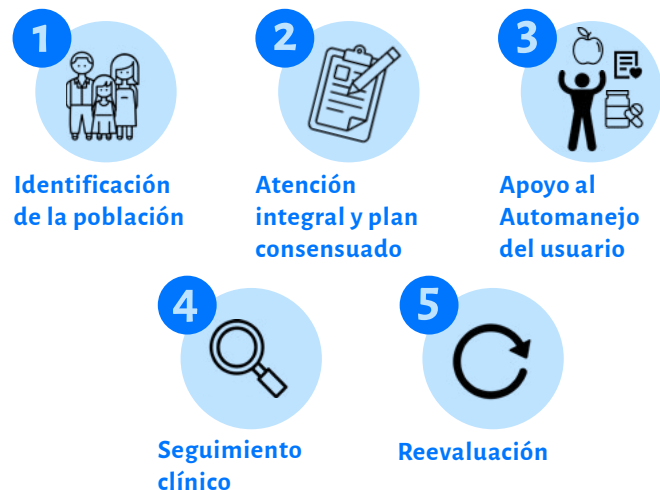 1
Identificación
de la población
2
Atención
integral y plan
consensuado
3
Apoyo al
Automanejo
del usuario
4
Seguimiento
clínico
5
Reevaluación